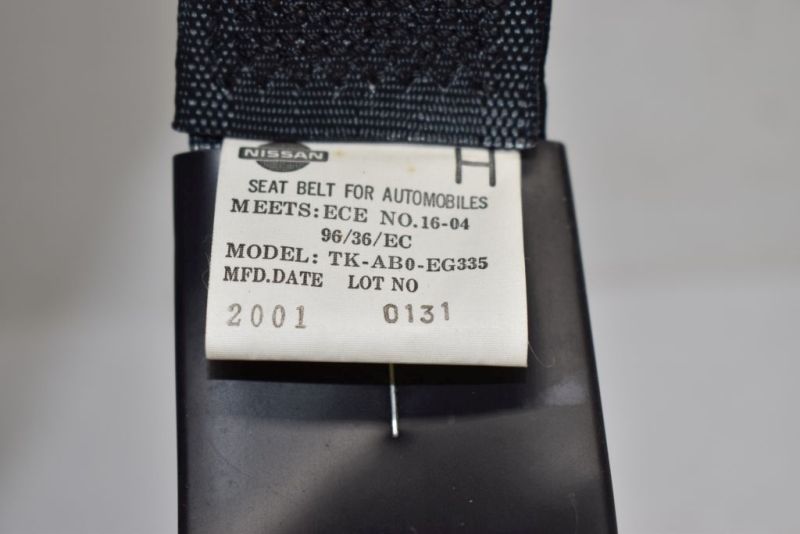 NISSAN H
SEAT BELT FOR AUTOMOBILES
MEETS: ECE NO.16-04
96/36/EC
MODEL: TK-AB0-EG335
MFD.DATE LOT NO
2001 0131